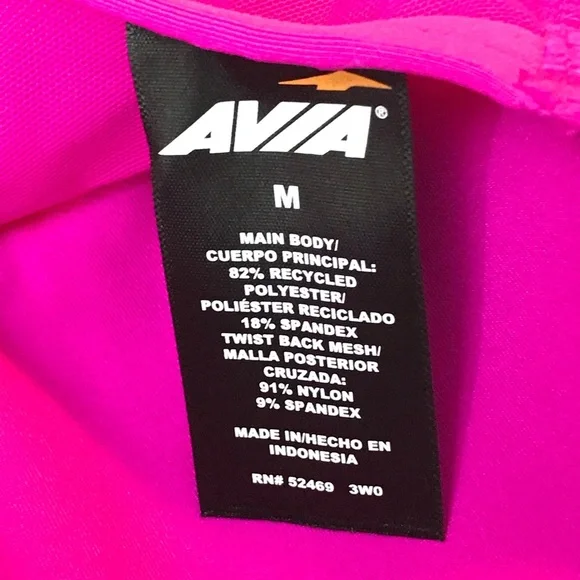 AVIA®
M
MAIN BODY/
CUERPO PRINCIPAL:
82% RECYCLED
POLYESTER/
POLIÉSTER RECICLADO
18% SPANDEX
TWIST BACK MESH/
MALLA POSTERIOR
CRUZADA:
91% NYLON
9% SPANDEX
MADE IN/HECHO EN
INDONESIA
RN# 52469 3W0